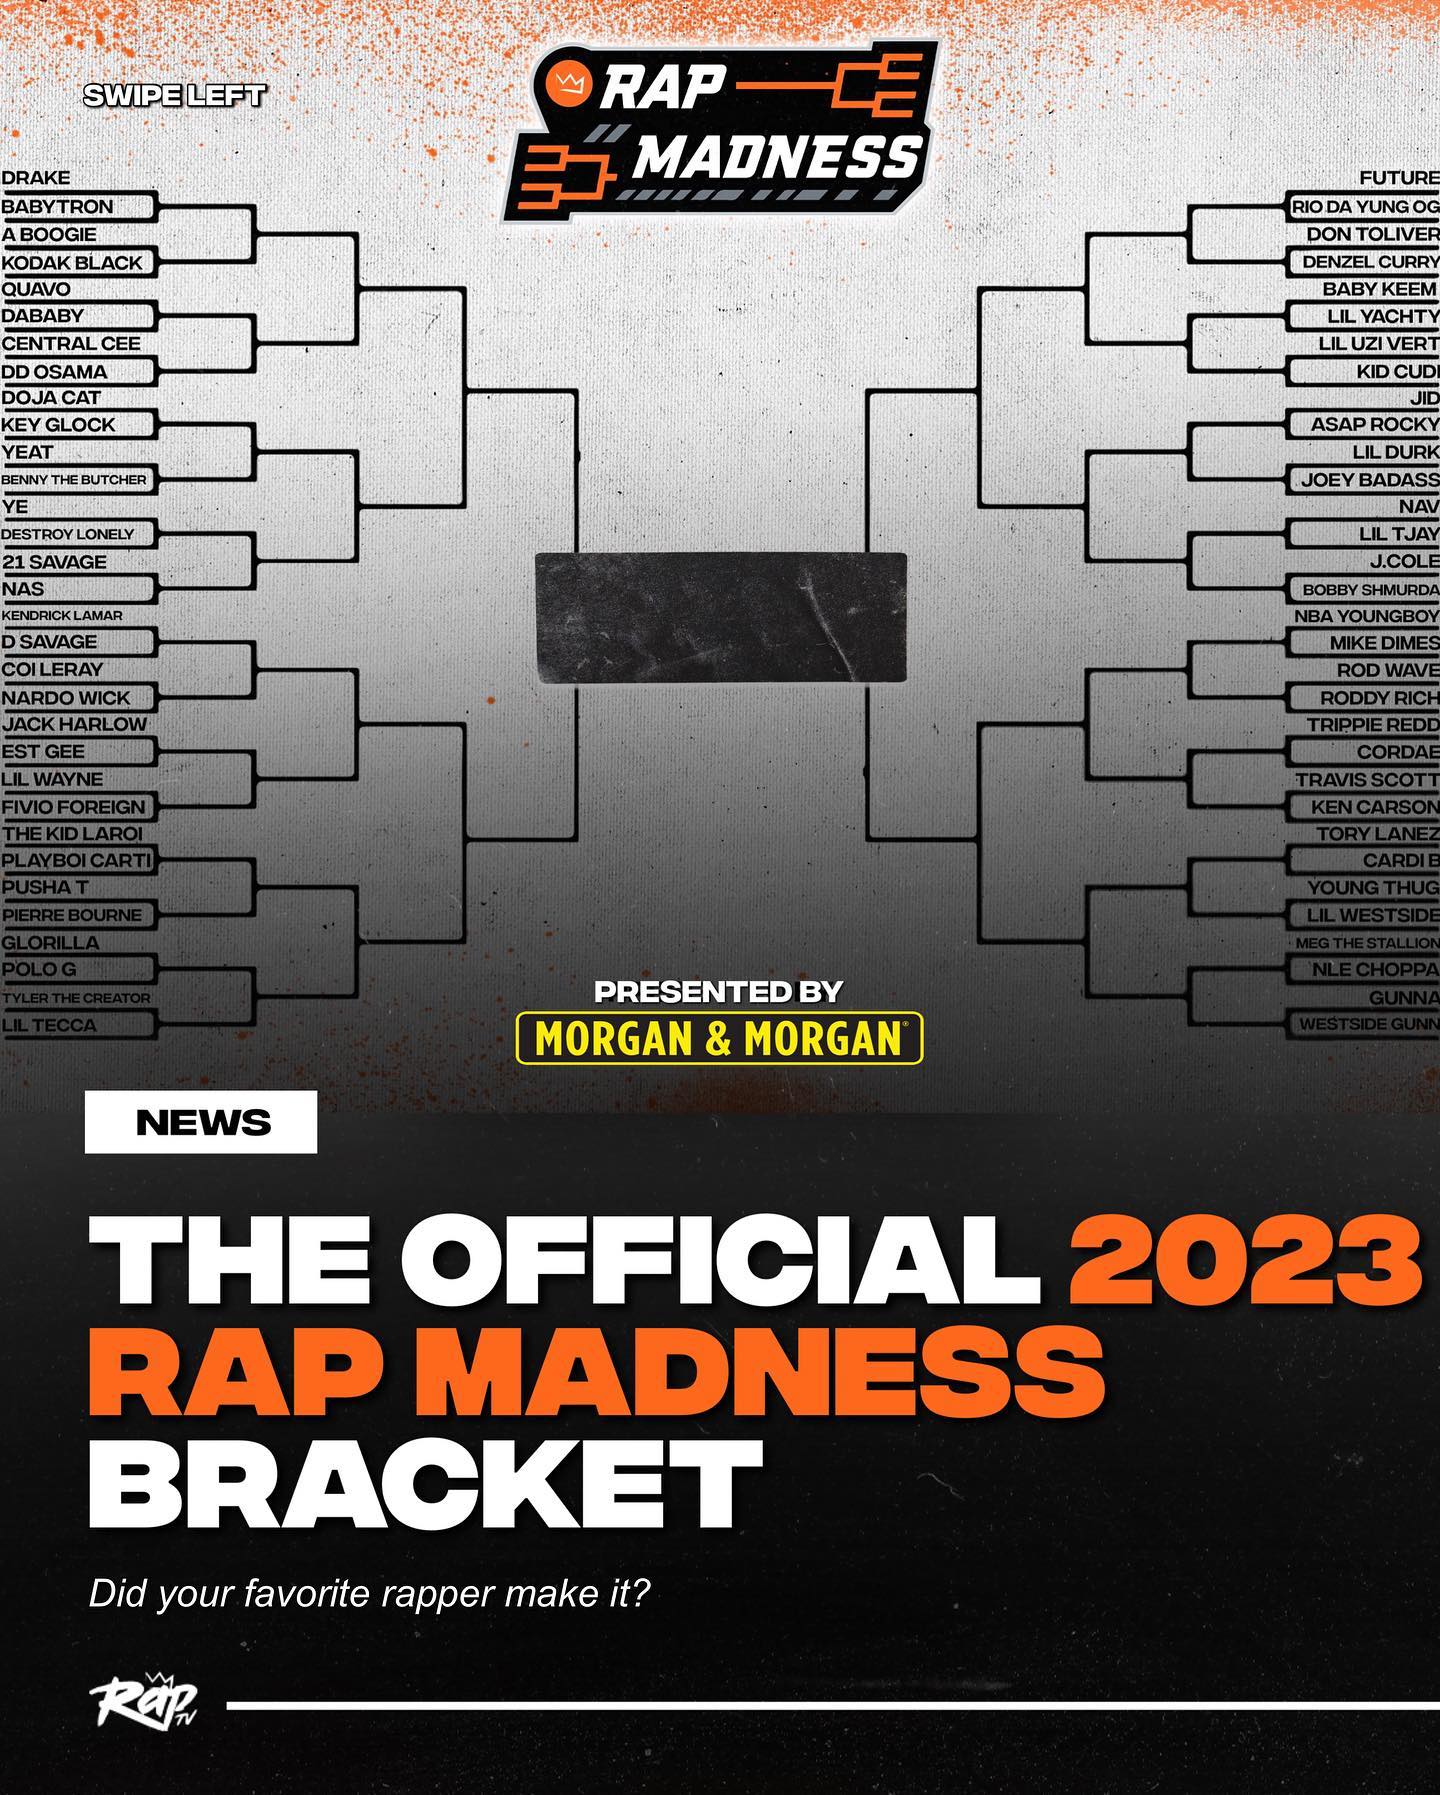 SWIPE LEFT
RAP
MADNESS
DRAKE
BABYTRON
A BOOGIE
KODAK BLACK
QUAVO
DABABY
CENTRAL CEE
DD OSAMA
DOJA CAT
KEY GLOCK
YEAT
BENNY THE BUTCHER
YE
DESTROY LONELY
21 SAVAGE
NAS
KENDRICK LAMAR
D SAVAGE
COI LERAY
NARDO WICK
JACK HARLOW
EST GEE
LIL WAYNE
FIVIO FOREIGN
THE KID LAROI
PLAYBOI CARTI
PUSHA T
PIERRE BOURNE
GLORILLA
POLO G
TYLER THE CREATOR
LIL TECCA
FUTURE
RIO DA YUNG OG
DON TOLIVER
DENZEL CURRY
BABY KEEM
LIL YACHTY
LIL UZI VERT
KID CUDI
JID
ASAP ROCKY
LIL DURK
JOEY BADASS
NAV
LIL TJAY
J.COLE
BOBBY SHMURDA
NBA YOUNGBOY
MIKE DIMES
ROD WAVE
RODDY RICH
TRIPPIE REDD
CORDAE
TRAVIS SCOTT
KEN CARSON
TORY LANEZ
CARDI B
YOUNG THUG
LIL WESTSIDE
MEG THE STALLION
NLE CHOPPA
GUNNA
WESTSIDE GUNN
PRESENTED BY
MORGAN & MORGAN®
NEWS
THE OFFICIAL 2023
RAP MADNESS
BRACKET
Did your favorite rapper make it?
Rap TV